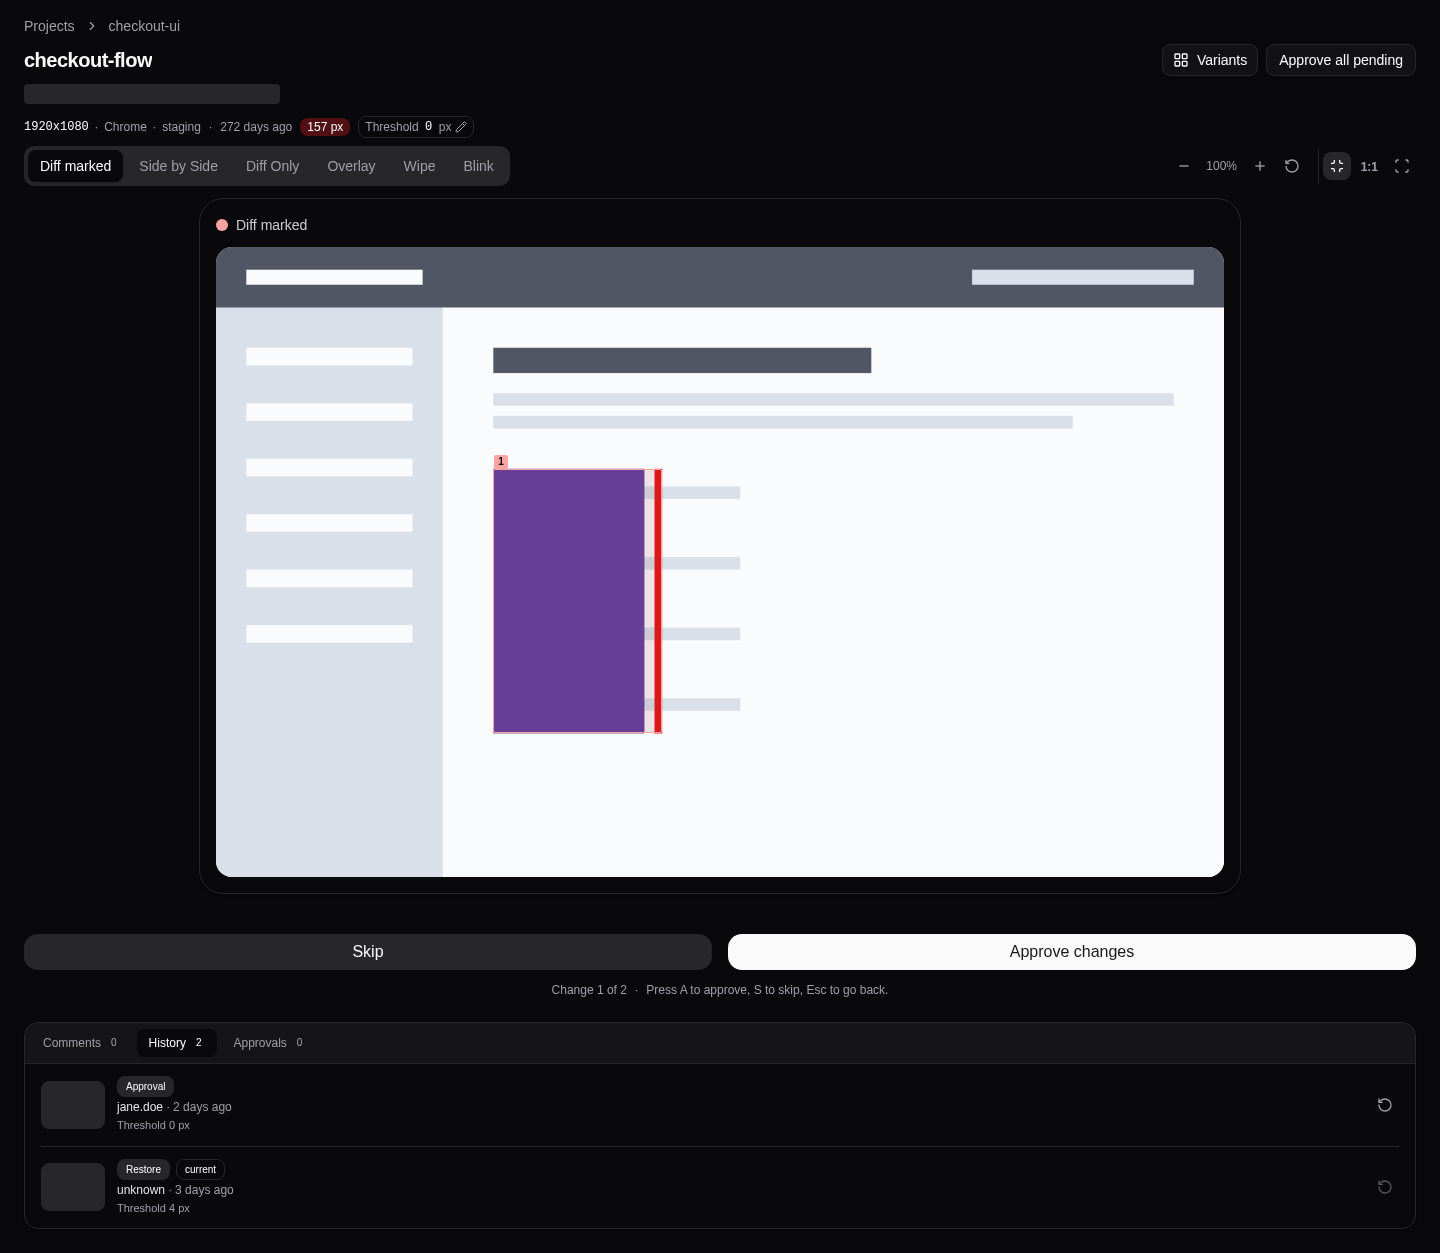 Projects checkout-ui
checkout-flow
Variants
Approve all pending
1920x1080 · Chrome · staging · 272 days ago 157 px Threshold 0 px
Diff marked Side by Side Diff Only Overlay Wipe Blink
100% 1:1
Diff marked
1
Skip
Approve changes
Change 1 of 2 · Press A to approve, S to skip, Esc to go back.
Comments 0 History 2 Approvals 0
Approval
jane.doe · 2 days ago
Threshold 0 px
Restore current
unknown · 3 days ago
Threshold 4 px